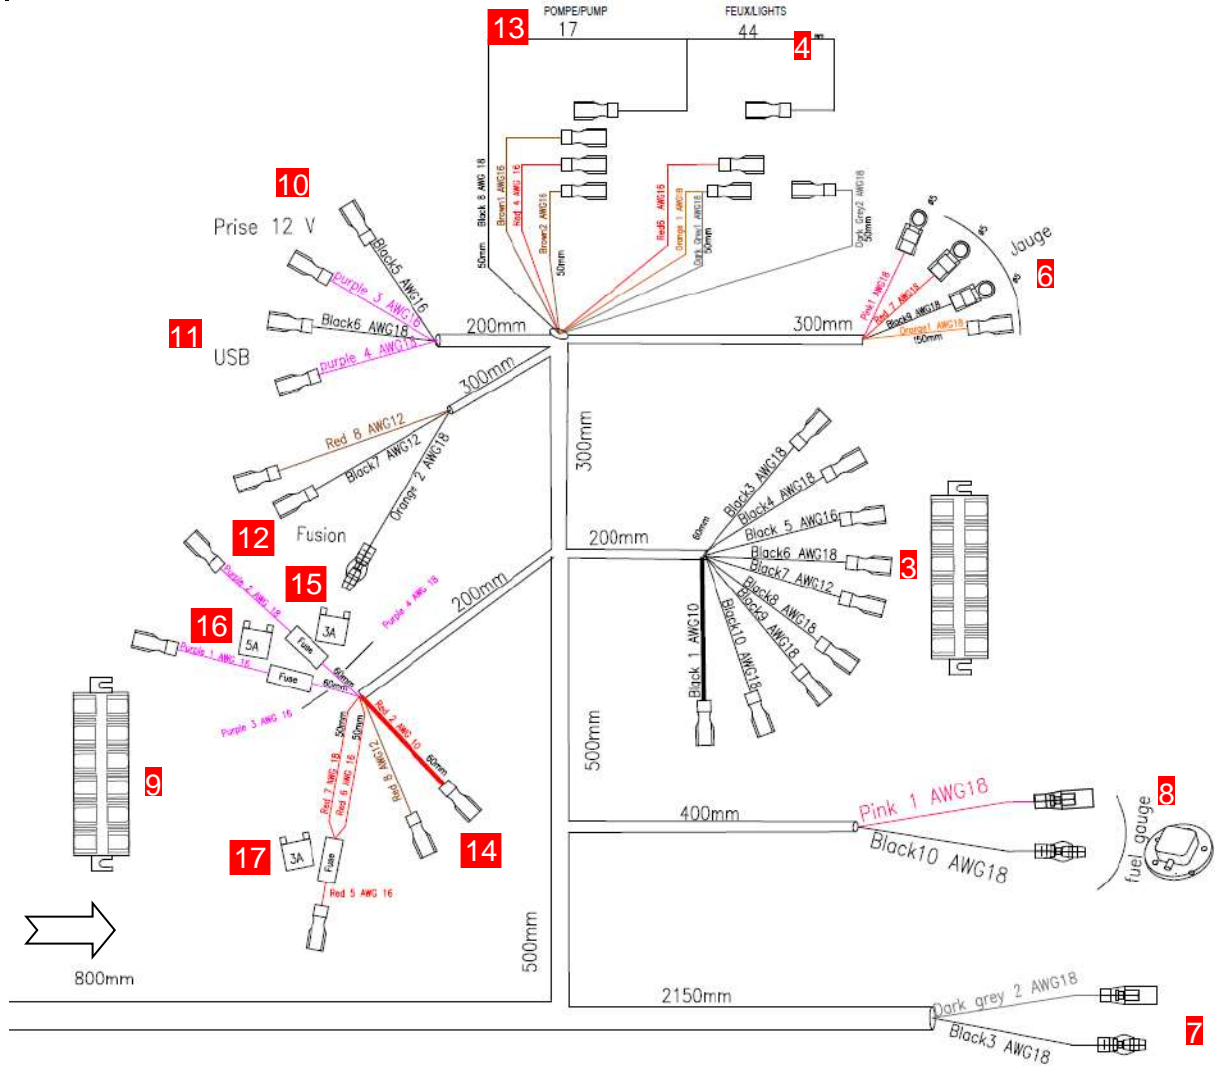 POMPE/PUMP
FEUX/LIGHTS
13
17
44
4
Black 8 AWG 18
50mm
Brown1 AWG16
Red 4 AWG 16
Brown2 AWG16
50mm
Red6 AWG16
Orange 1 AWG18
Dark Grey1 AWG18
50mm
Dark Grey2 AWG18
50mm
10
Prise 12 V
Black5 AWG16
purple 3 AWG16
Black6 AWG18
purple 4 AWG18
11
USB
200mm
300mm
Pink1 AWG18
Red 7 AWG18
Black9 AWG18
Orange1 AWG18
150mm
ø5
ø5
ø5
Jauge
6
300mm
Red 8 AWG12
Black7 AWG12
Orange 2 AWG18
12
Fusion
300mm
200mm
60mm
Black3 AWG18
Black4 AWG18
Black 5 AWG16
Black6 AWG18
Black7 AWG12
Black8 AWG18
Black9 AWG18
Black10 AWG18
Black 1 AWG10
3
15
3A
16
5A
Purple 2 AWG 18
Purple 1 AWG 16
Fuse
Fuse
60mm
60mm
Purple 4 AWG 18
Purple 3 AWG 16
200mm
50mm
50mm
Red 7 AWG 18
Red 6 AWG 16
Red 8 AWG12
Red 2 AWG 10
60mm
14
17
3A
Fuse
Red 5 AWG 16
9
500mm
400mm
Pink 1 AWG18
Black10 AWG18
fuel gauge
8
500mm
800mm
2150mm
Dark grey 2 AWG18
Black3 AWG18
7